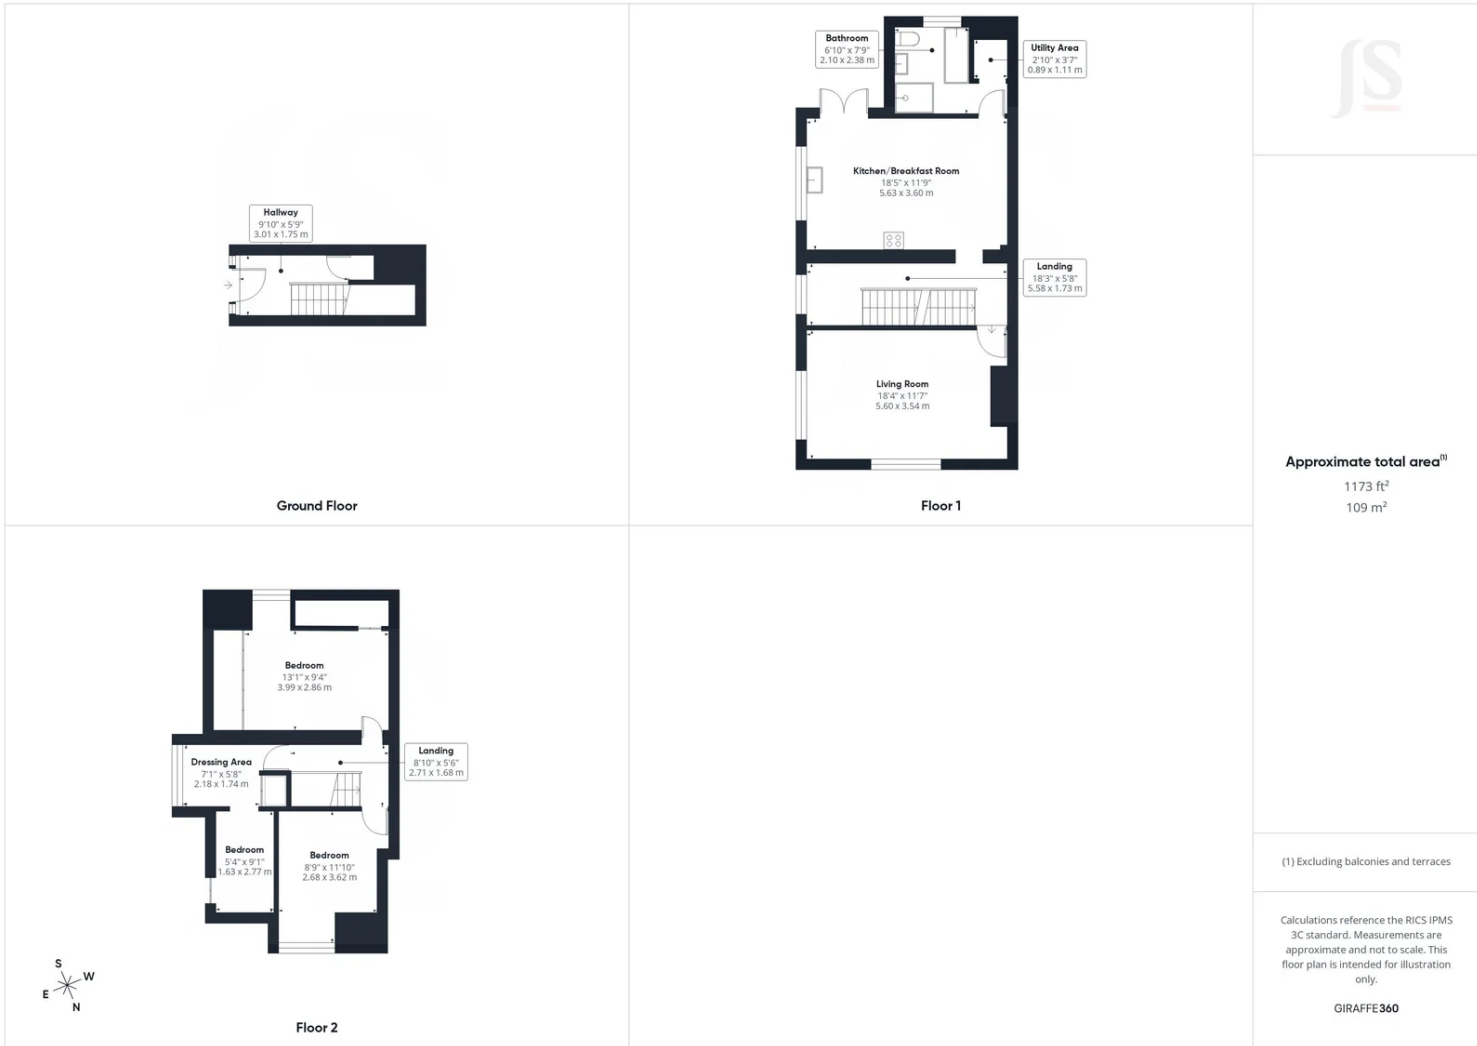 Hallway
9'10" x 5'9"
3.01 x 1.75 m
Ground Floor
Bathroom
6'10" x 7'9"
2.10 x 2.38 m
Utility Area
2'10" x 3'7"
0.89 x 1.11 m
Kitchen/Breakfast Room
18'5" x 11'9"
5.63 x 3.60 m
Landing
18'3" x 5'8"
5.58 x 1.73 m
Living Room
18'4" x 11'7"
5.60 x 3.54 m
Floor 1
Bedroom
13'1" x 9'4"
3.99 x 2.86 m
Landing
8'10" x 5'6"
2.71 x 1.68 m
Dressing Area
7'1" x 5'8"
2.18 x 1.74 m
Bedroom
5'4" x 9'1"
1.63 x 2.77 m
Bedroom
8'9" x 11'10"
2.68 x 3.62 m
S
W
E
N
Floor 2
JS
Approximate total area(1)
1173 ft²
109 m²
(1) Excluding balconies and terraces
Calculations reference the RICS IPMS
3C standard. Measurements are
approximate and not to scale. This
floor plan is intended for illustration
only.
GIRAFFE360